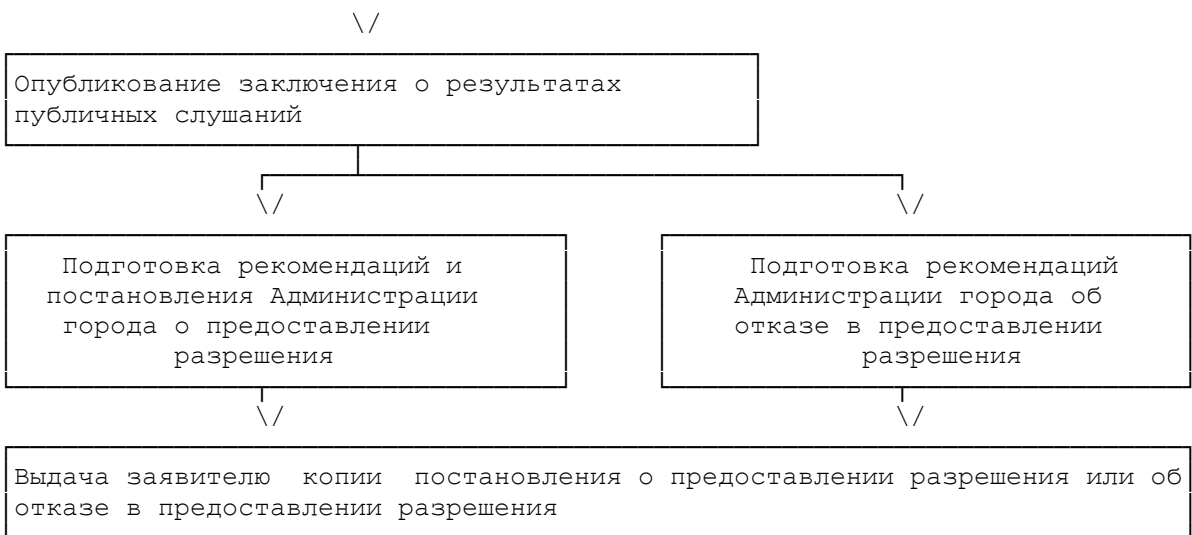 Опубликование заключения о результатах
публичных слушаний
Подготовка рекомендаций и
постановления Администрации
города о предоставлении
разрешения
Подготовка рекомендаций
Администрации города об
отказе в предоставлении
разрешения
Выдача заявителю копии постановления о предоставлении разрешения или об
отказе в предоставлении разрешения